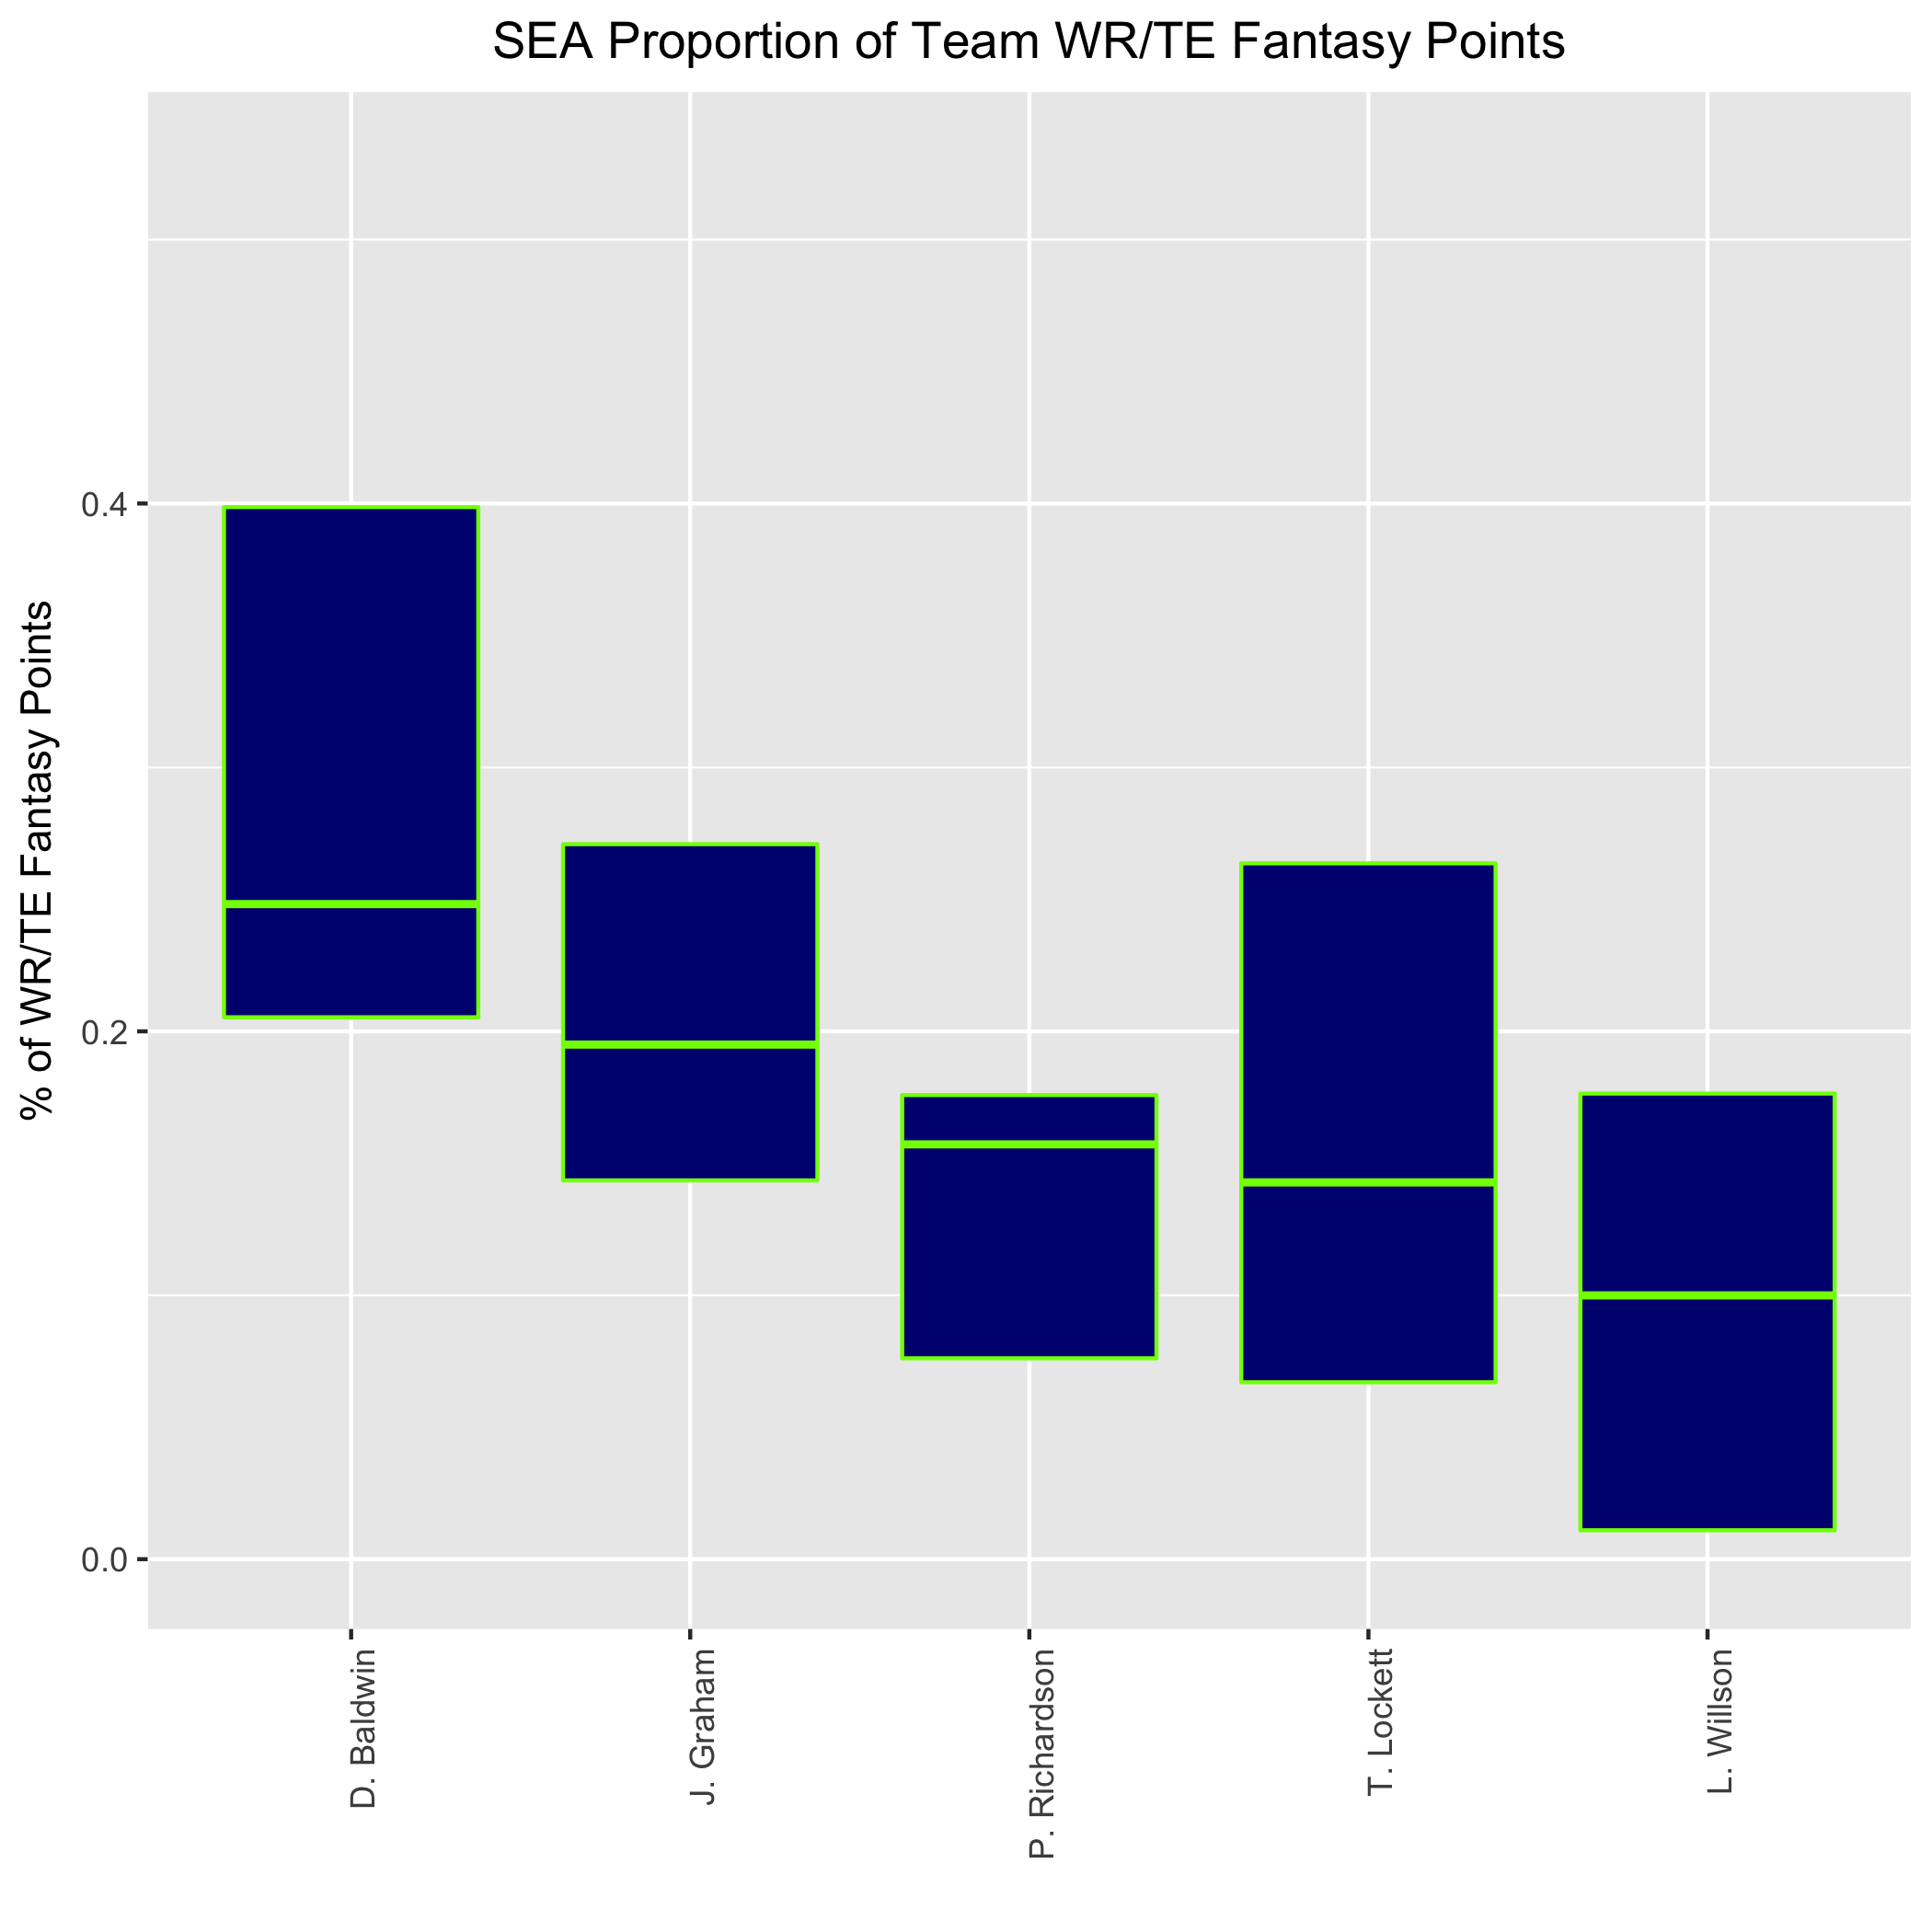 SEA Proportion of Team WR/TE Fantasy Points
% of WR/TE Fantasy Points
0.4
0.2
0.0
D. Baldwin
J. Graham
P. Richardson
T. Lockett
L. Willson